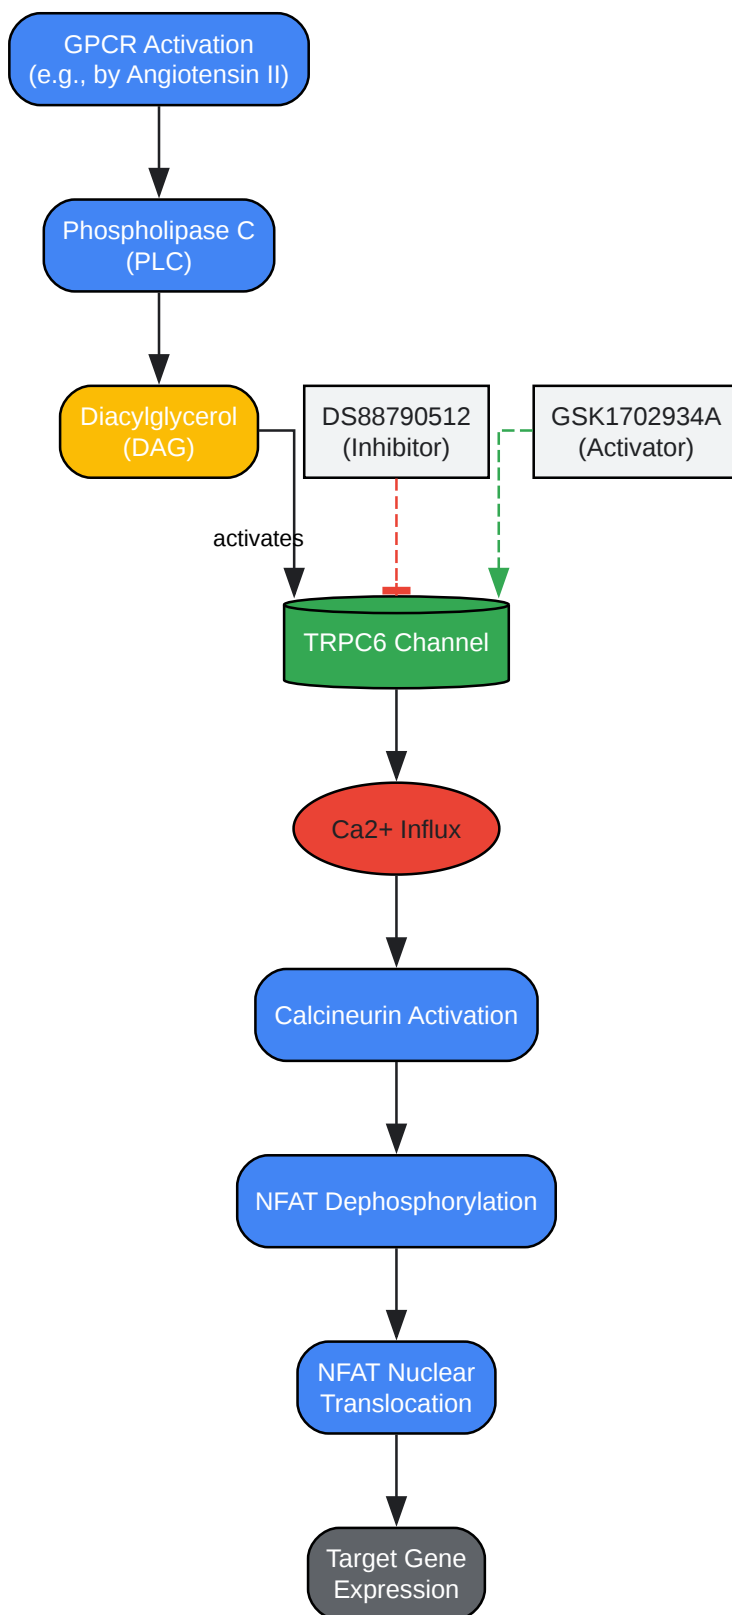 GPCR Activation
(e.g., by Angiotensin II)
Phospholipase C
(PLC)
Diacylglycerol
(DAG)
DS88790512
(Inhibitor)
GSK1702934A
(Activator)
activates
TRPC6 Channel
Ca2+ Influx
Calcineurin Activation
NFAT Dephosphorylation
NFAT Nuclear
Translocation
Target Gene
Expression